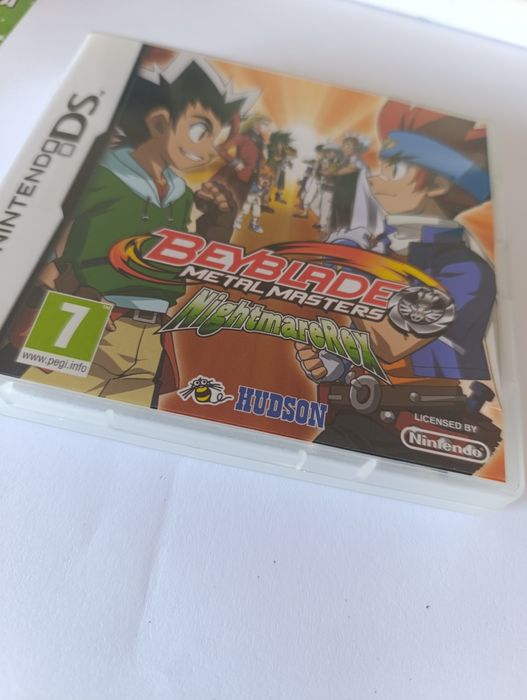 NINTENDO DS
BEYBLADE
METAL MASTERS
NightmareRex
7
www.pegi.info
HUDSON
LICENSED BY
Nintendo